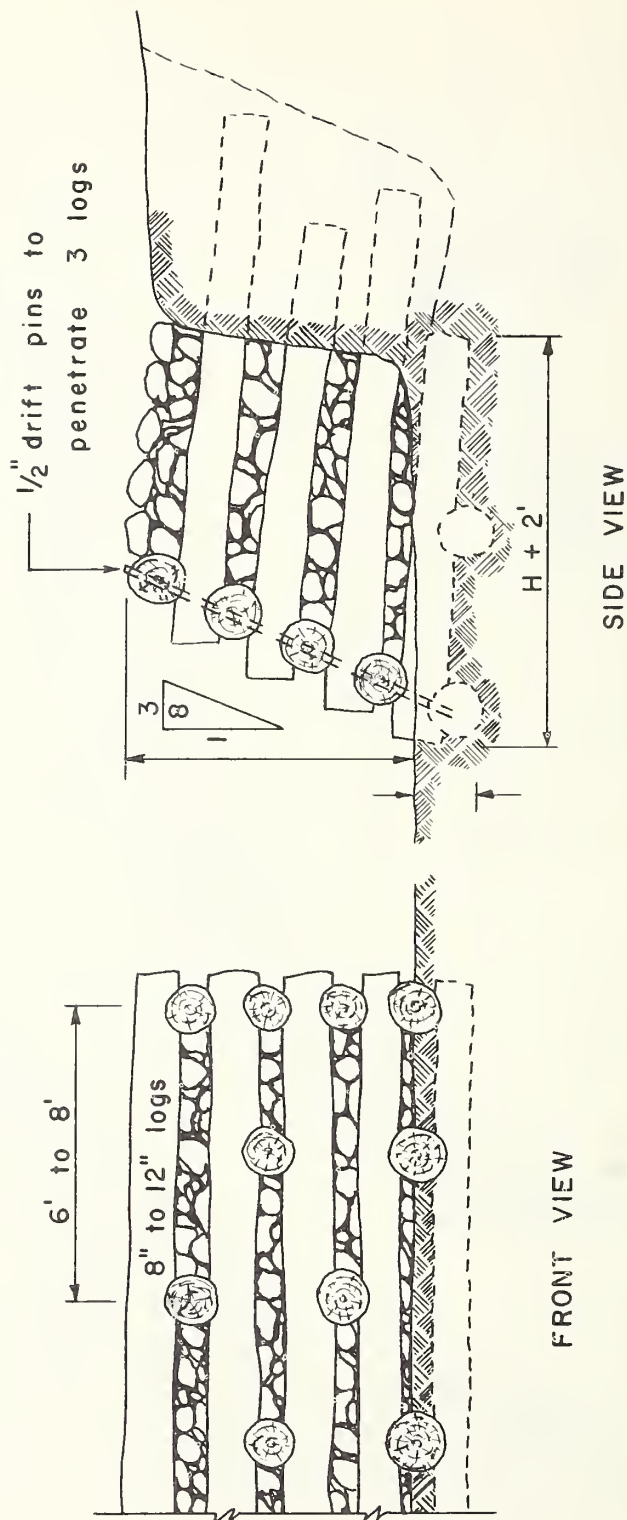 6' to 8'
8" to 12" logs
FRONT VIEW
½" drift pins to
penetrate 3 logs
3
8
1
H + 2'
SIDE VIEW